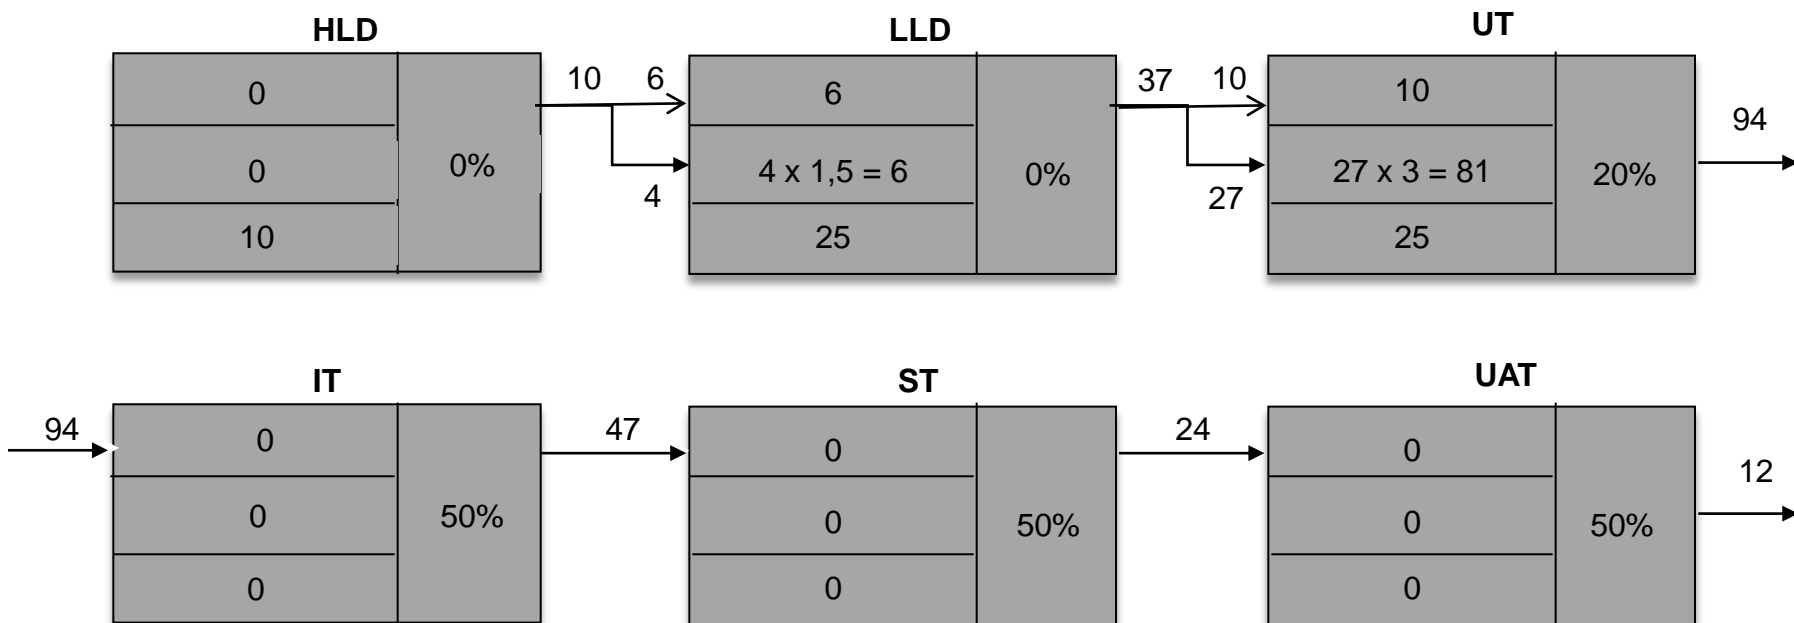 HLD LLD UT
0 10 6 6 37 10 10 94
0 0% 4 x 1,5 = 6 0% 27 x 3 = 81 20%
4 27
10 25 25
IT ST UAT
94 0 47 0 24 0 12
0 50% 0 50% 0 50%
0 0 0